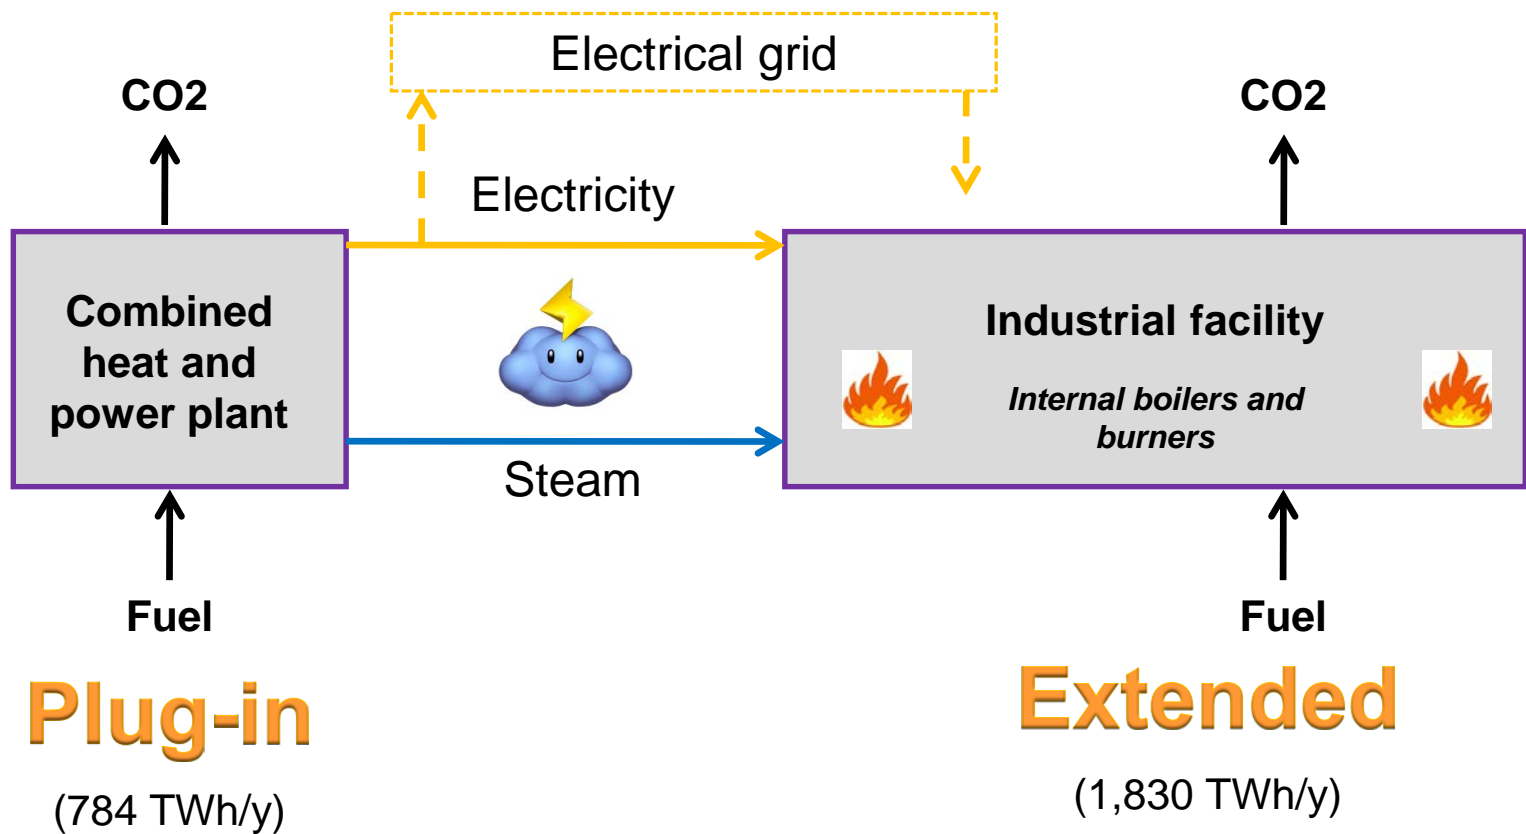 Electrical grid
CO2
CO2
Electricity
Combined
heat and
power plant
Industrial facility
Internal boilers and
burners
Steam
Fuel
Fuel
Plug-in
Extended
(784 TWh/y)
(1,830 TWh/y)